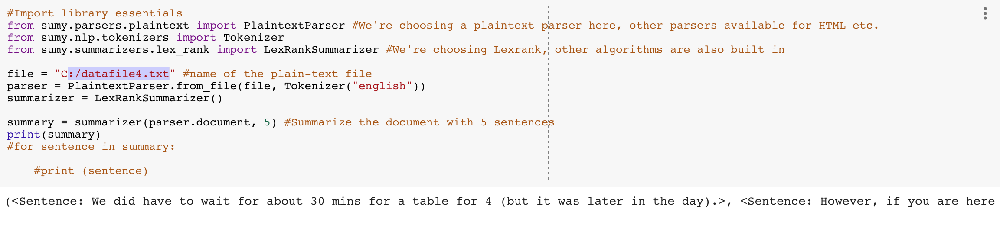 #Import library essentials
from sumy.parsers.plaintext import PlaintextParser #We're choosing a plaintext parser here, other parsers available for HTML etc.
from sumy.nlp.tokenizers import Tokenizer
from sumy.summarizers.lex_rank import LexRankSummarizer #We're choosing Lexrank, other algorithms are also built in
file = "C:/datafile4.txt" #name of the plain-text file
parser = PlaintextParser.from_file(file, Tokenizer("english"))
summarizer = LexRankSummarizer()
summary = summarizer(parser.document, 5) #Summarize the document with 5 sentences
print(summary)
#for sentence in summary:
    #print (sentence)
(<Sentence: We did have to wait for about 30 mins for a table for 4 (but it was later in the day).>, <Sentence: However, if you are here